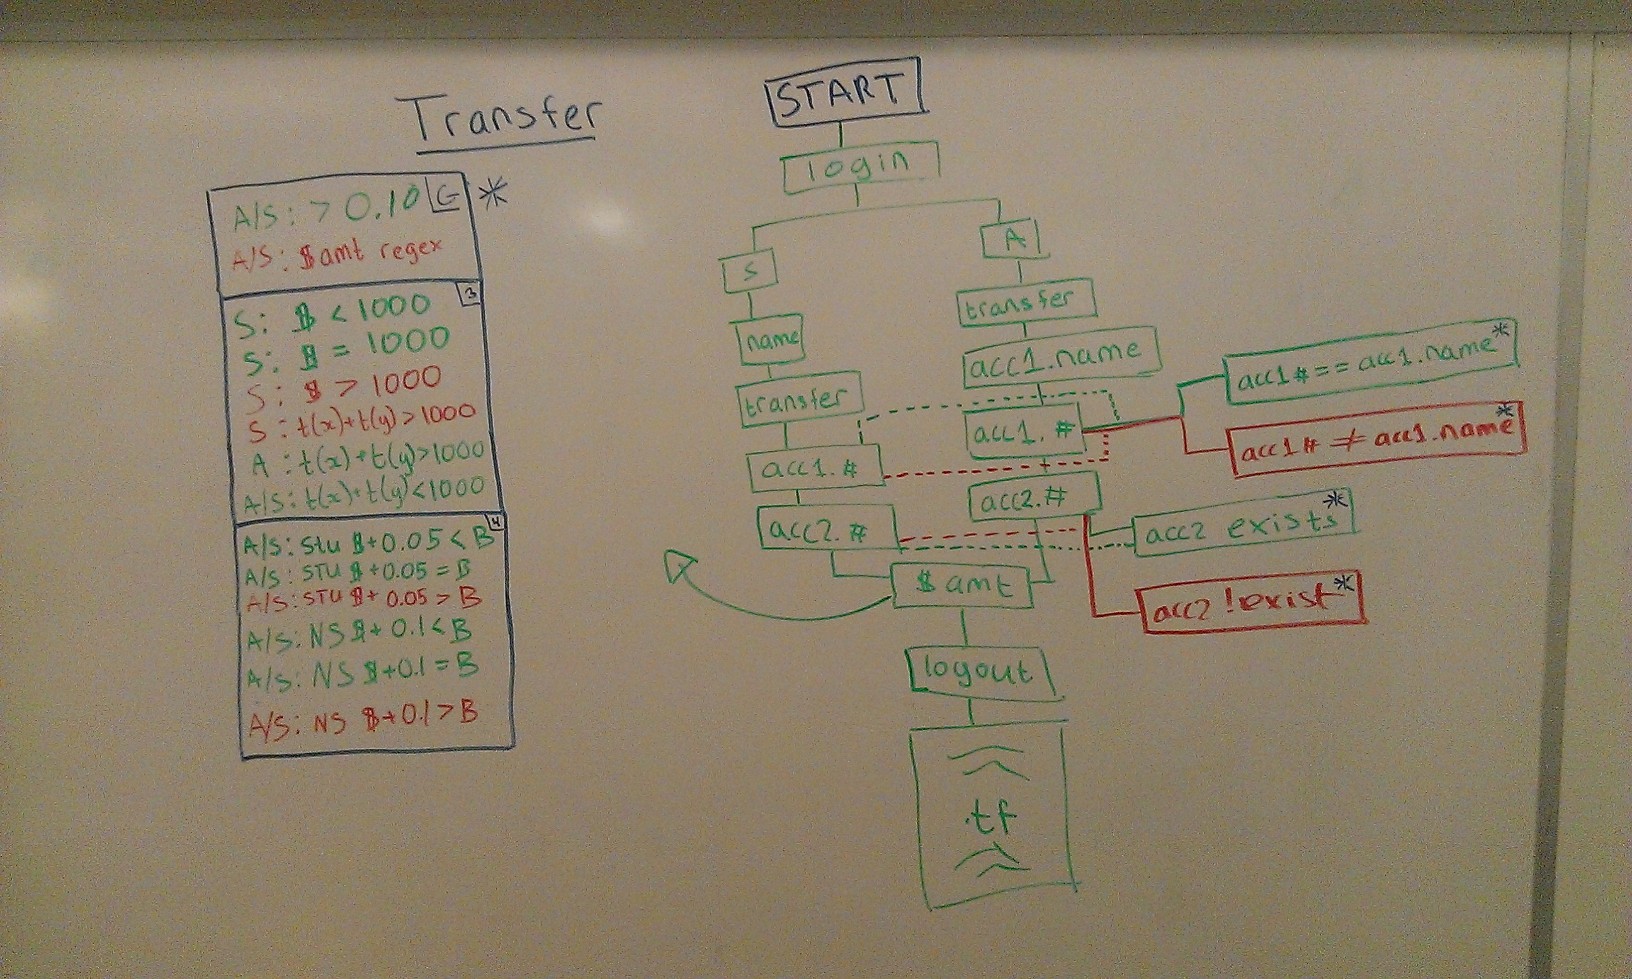 Transfer
A/S: > 0.10 G *
A/S: $amt regex
3
S: $ < 1000
S: $ = 1000
S: $ > 1000
S: t(x)+t(y)>1000
A: t(x)+t(y)>1000
A/S: t(x)+t(y)<1000
4
A/S: Stu $+0.05 < B
A/S: STU $+0.05 = B
A/S: STU $+ 0.05 > B
A/S: NS $+ 0.1 < B
A/S: NS $+0.1 = B
A/S: NS $+0.1 > B
START
login
S
A
name
transfer
transfer
acc1.name
acc1.#
acc1.#
acc2.#
acc2.#
$ amt
logout
.tf
acc1#==acc1.name*
acc1# ≠ acc1.name*
acc2 exists*
acc2 !exist*